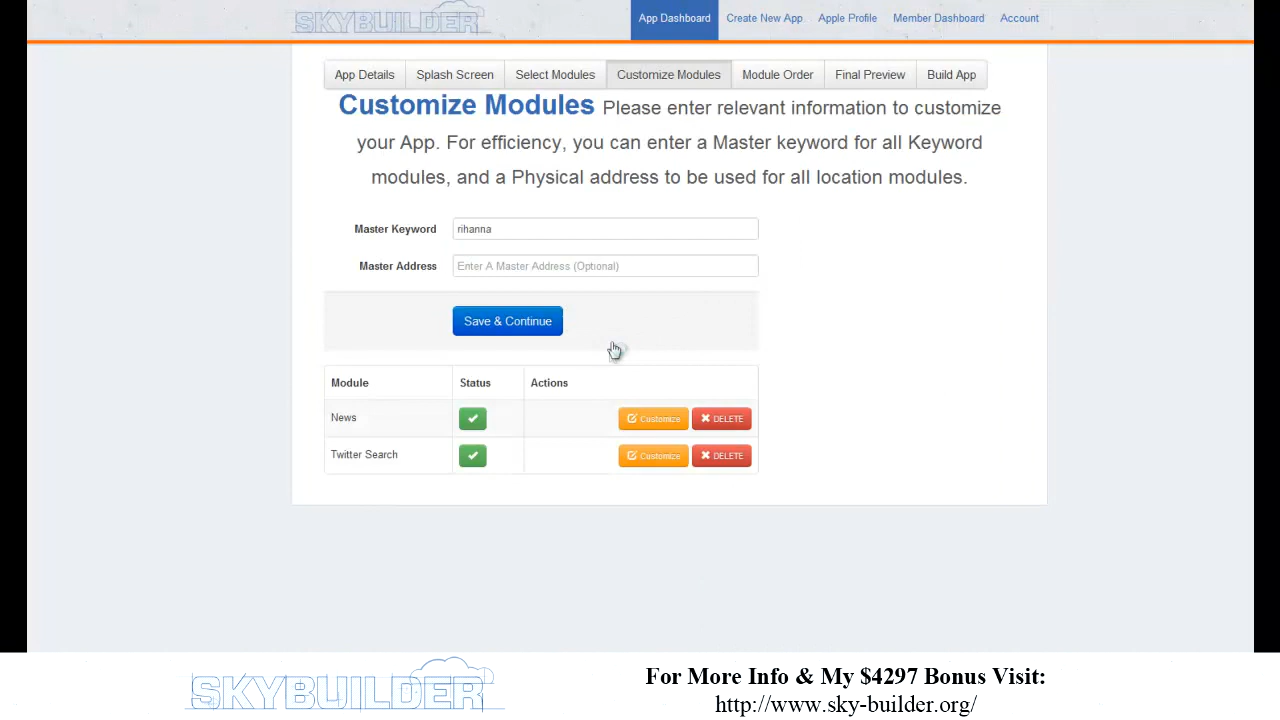 SKYBUILDER
App Dashboard Create New App Apple Profile Member Dashboard Account
App Details Splash Screen Select Modules Customize Modules Module Order Final Preview Build App
Customize Modules Please enter relevant information to customize
your App. For efficiency, you can enter a Master keyword for all Keyword
modules, and a Physical address to be used for all location modules.
Master Keyword rihanna
Master Address Enter A Master Address (Optional)
Save & Continue
Module Status Actions
News Customize DELETE
Twitter Search Customize DELETE
SKYBUILDER
For More Info & My $4297 Bonus Visit:
http://www.sky-builder.org/